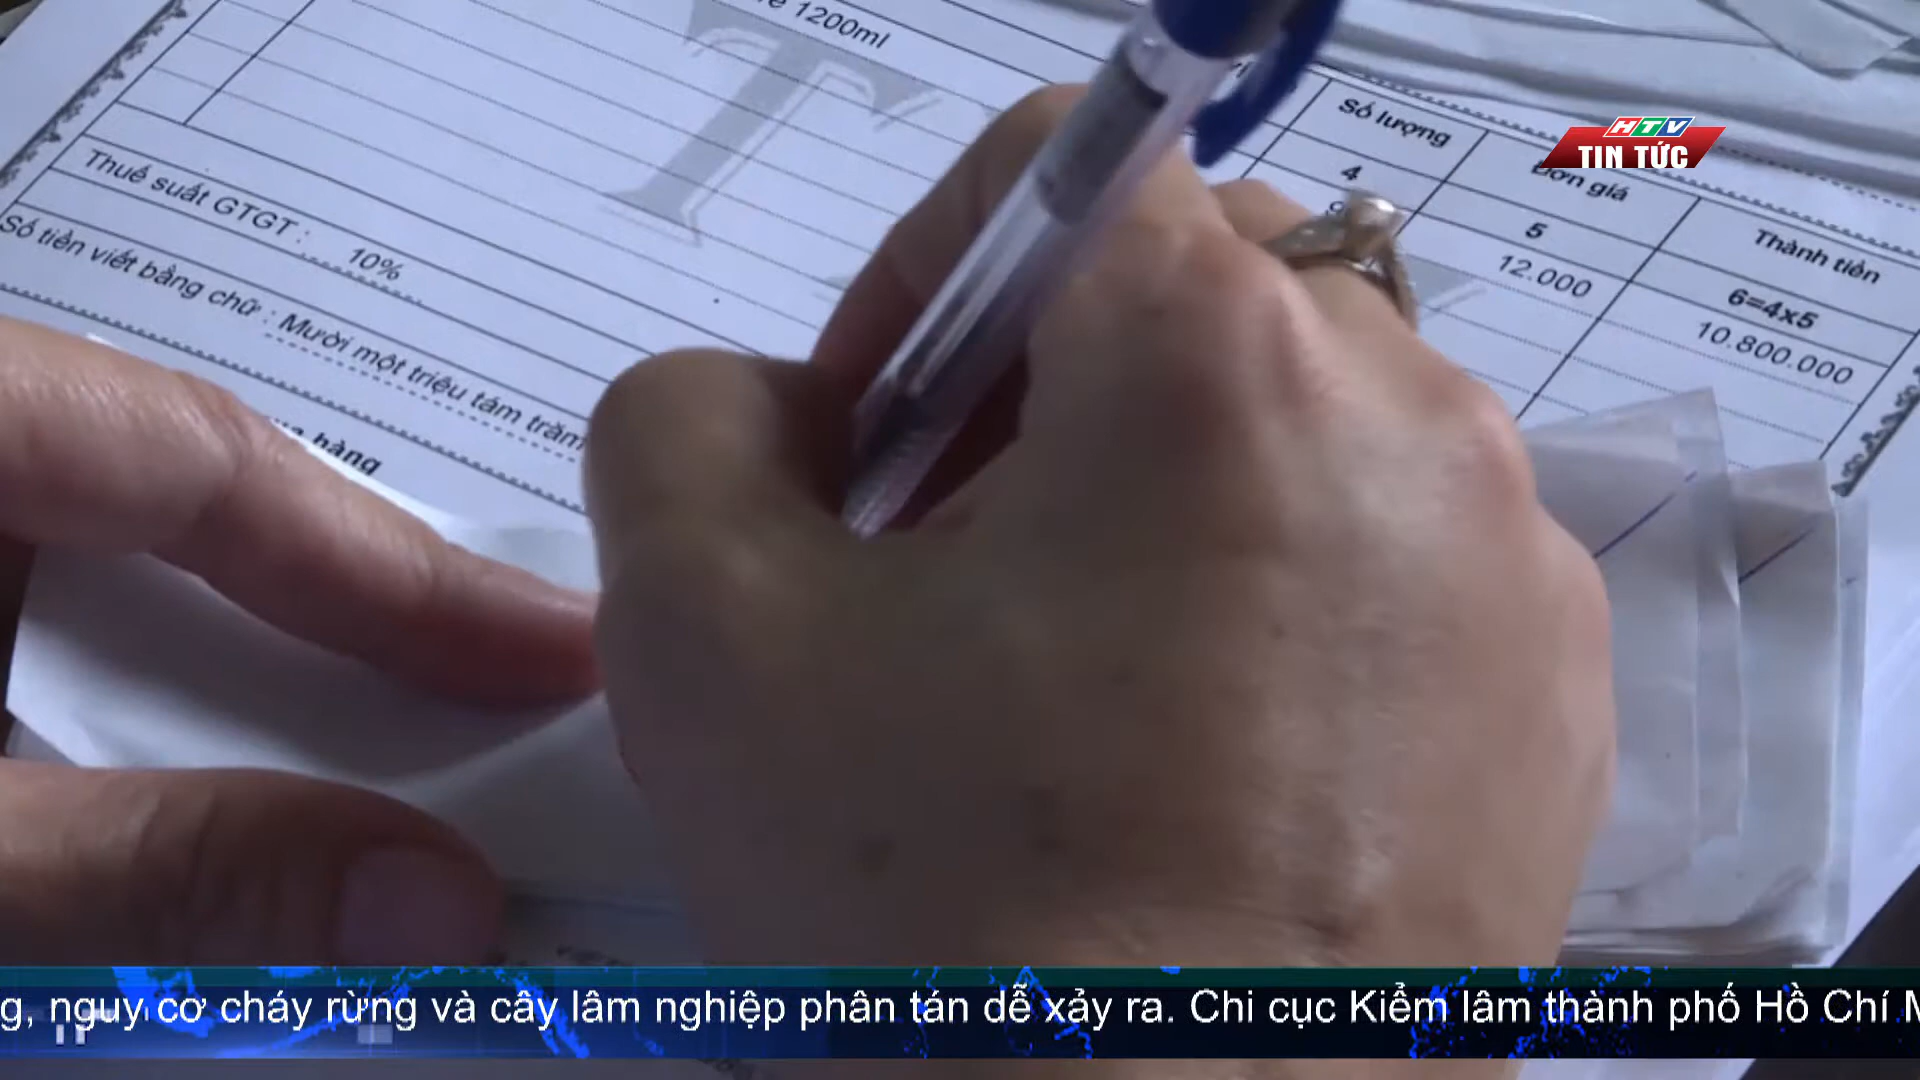 1200ml
HTV
TIN TỨC
Số lượng
Đơn giá
Thành tiền
4
5
6=4x5
12.000
10.800.000
Thuế suất GTGT : 10%
Số tiền viết bằng chữ : Mười một triệu tám trăm
hàng
nguy cơ cháy rừng và cây lâm nghiệp phân tán dễ xảy ra. Chi cục Kiểm lâm thành phố Hồ Chí